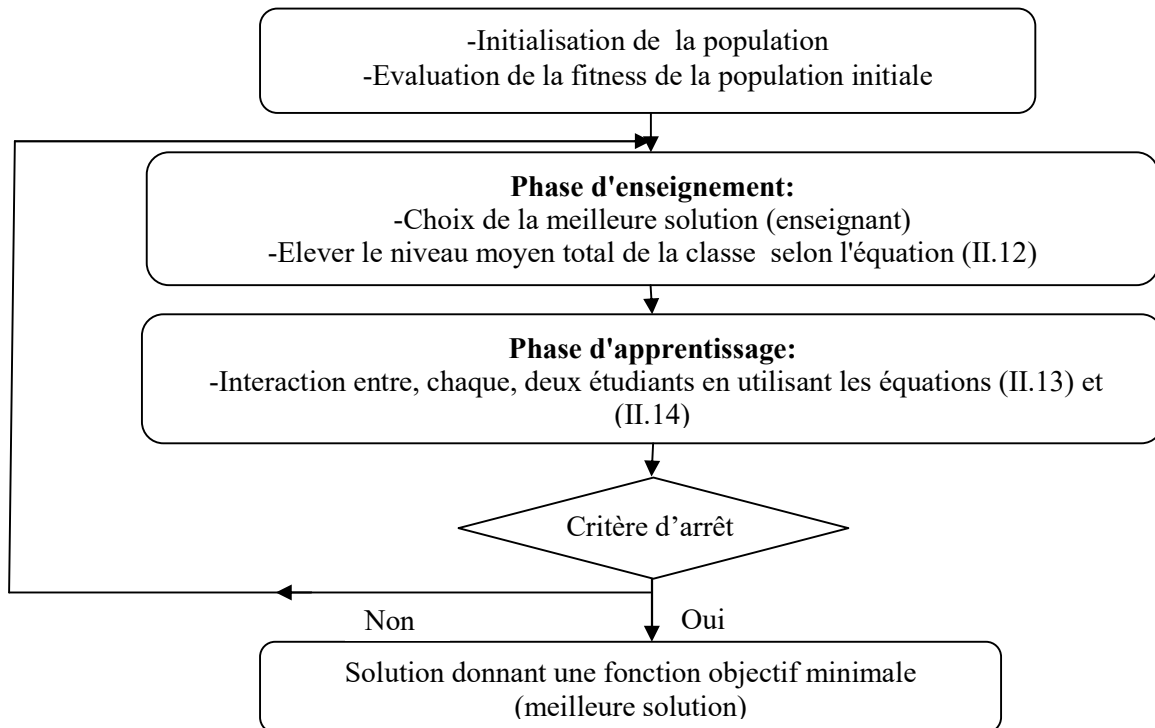 -Initialisation de la population
-Evaluation de la fitness de la population initiale
Phase d'enseignement:
-Choix de la meilleure solution (enseignant)
-Elever le niveau moyen total de la classe selon l'équation (II.12)
Phase d'apprentissage:
-Interaction entre, chaque, deux étudiants en utilisant les équations (II.13) et
(II.14)
Critère d’arrêt
Non
Oui
Solution donnant une fonction objectif minimale
(meilleure solution)